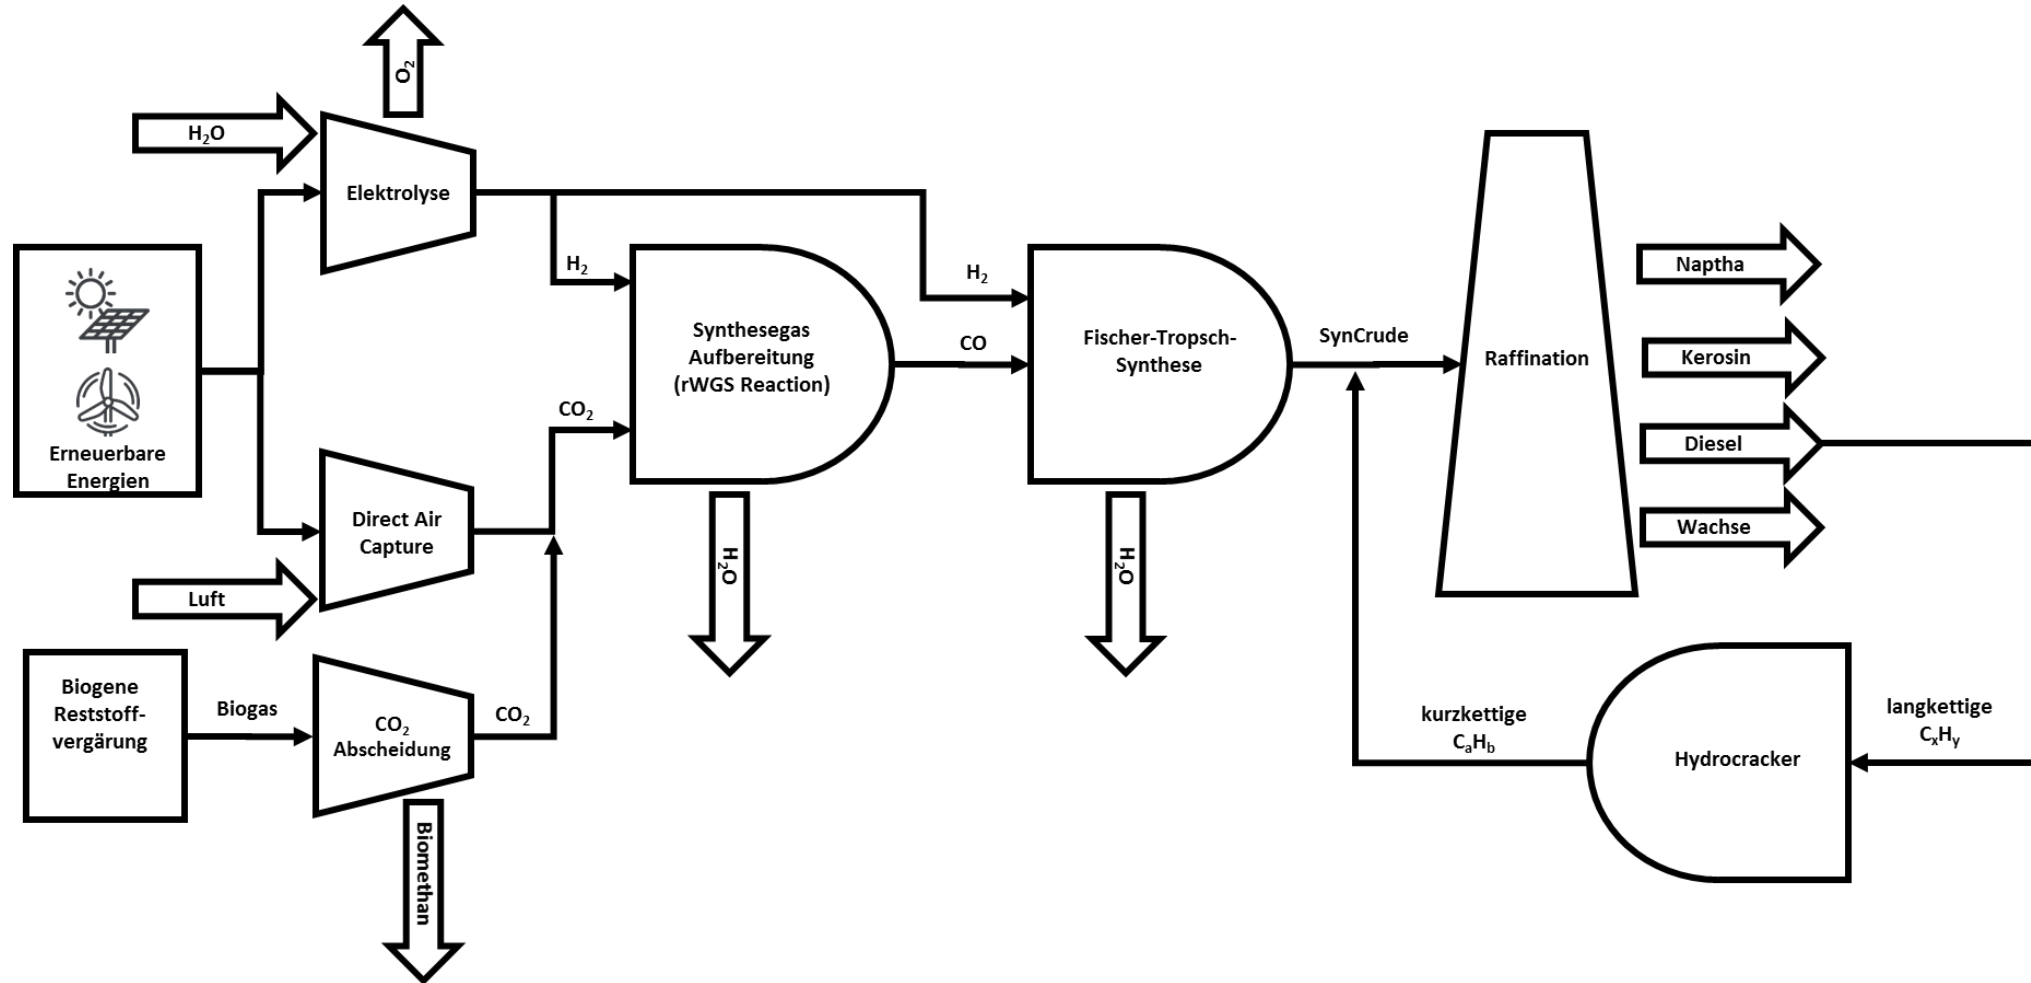 O₂
H₂O
Elektrolyse
H₂
H₂
Naptha
Synthesegas
Aufbereitung
(rWGS Reaction)
CO
Fischer-Tropsch-
Synthese
SynCrude
Raffination
Kerosin
Erneuerbare
Energien
CO₂
Diesel
Direct Air
Capture
Wachse
H₂O
H₂O
Luft
Biogene
Reststoff-
vergärung
Biogas
CO₂
Abscheidung
CO₂
kurzkettige
CₐH_b
langkettige
CₓH_y
Hydrocracker
Biomethan